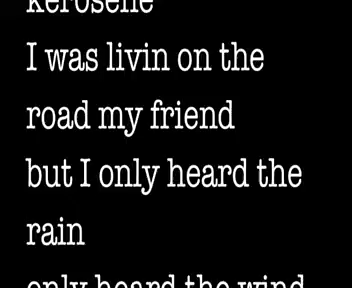 kerosene
I was livin on the
road my friend
but I only heard the
rain
only heard the wind